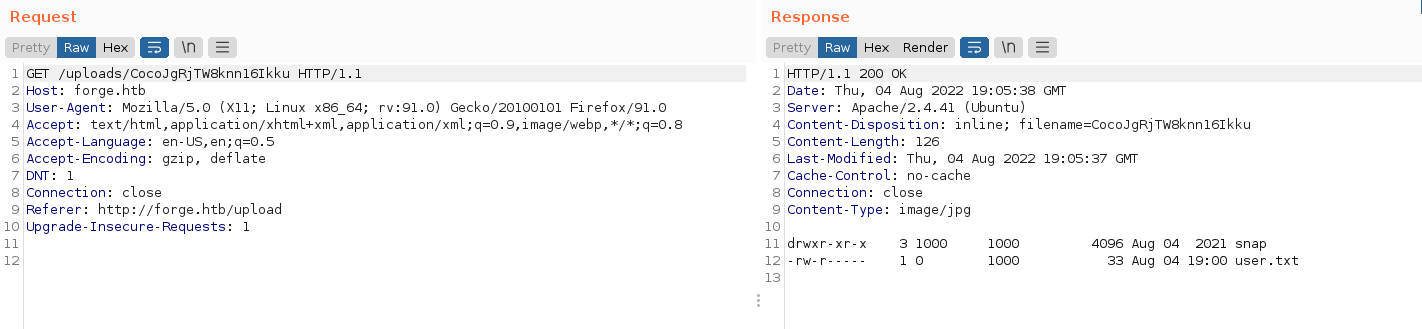 Request
Pretty Raw Hex \n
1 GET /uploads/CocoJgRjTW8knn16Ikku HTTP/1.1
2 Host: forge.htb
3 User-Agent: Mozilla/5.0 (X11; Linux x86_64; rv:91.0) Gecko/20100101 Firefox/91.0
4 Accept: text/html,application/xhtml+xml,application/xml;q=0.9,image/webp,*/*;q=0.8
5 Accept-Language: en-US,en;q=0.5
6 Accept-Encoding: gzip, deflate
7 DNT: 1
8 Connection: close
9 Referer: http://forge.htb/upload
10 Upgrade-Insecure-Requests: 1
11
12
Response
Pretty Raw Hex Render \n
1 HTTP/1.1 200 OK
2 Date: Thu, 04 Aug 2022 19:05:38 GMT
3 Server: Apache/2.4.41 (Ubuntu)
4 Content-Disposition: inline; filename=CocoJgRjTW8knn16Ikku
5 Content-Length: 126
6 Last-Modified: Thu, 04 Aug 2022 19:05:37 GMT
7 Cache-Control: no-cache
8 Connection: close
9 Content-Type: image/jpg
10
11 drwxr-xr-x    3 1000     1000         4096 Aug 04  2021 snap
12 -rw-r-----    1 0        1000           33 Aug 04 19:00 user.txt
13